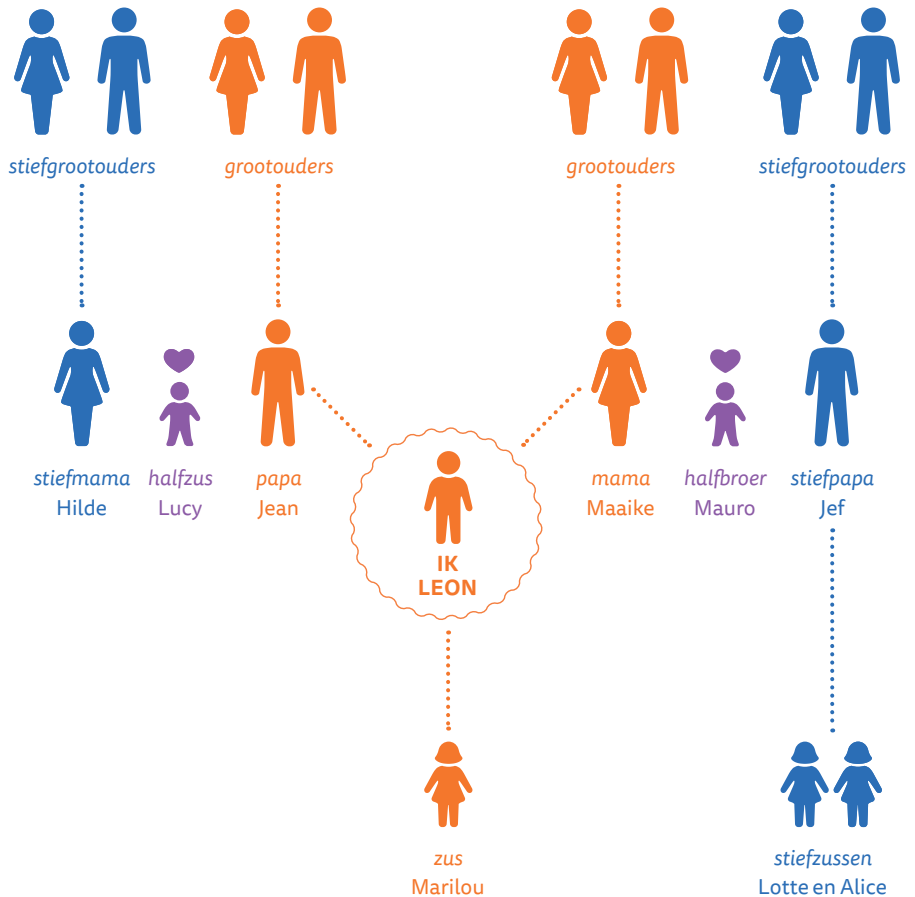 stiefgrootouders
grootouders
grootouders
stiefgrootouders
stiefmama
Hilde
halfzus
Lucy
papa
Jean
mama
Maaike
halfbroer
Mauro
stiefpapa
Jef
IK
LEON
zus
Marilou
stiefzussen
Lotte en Alice